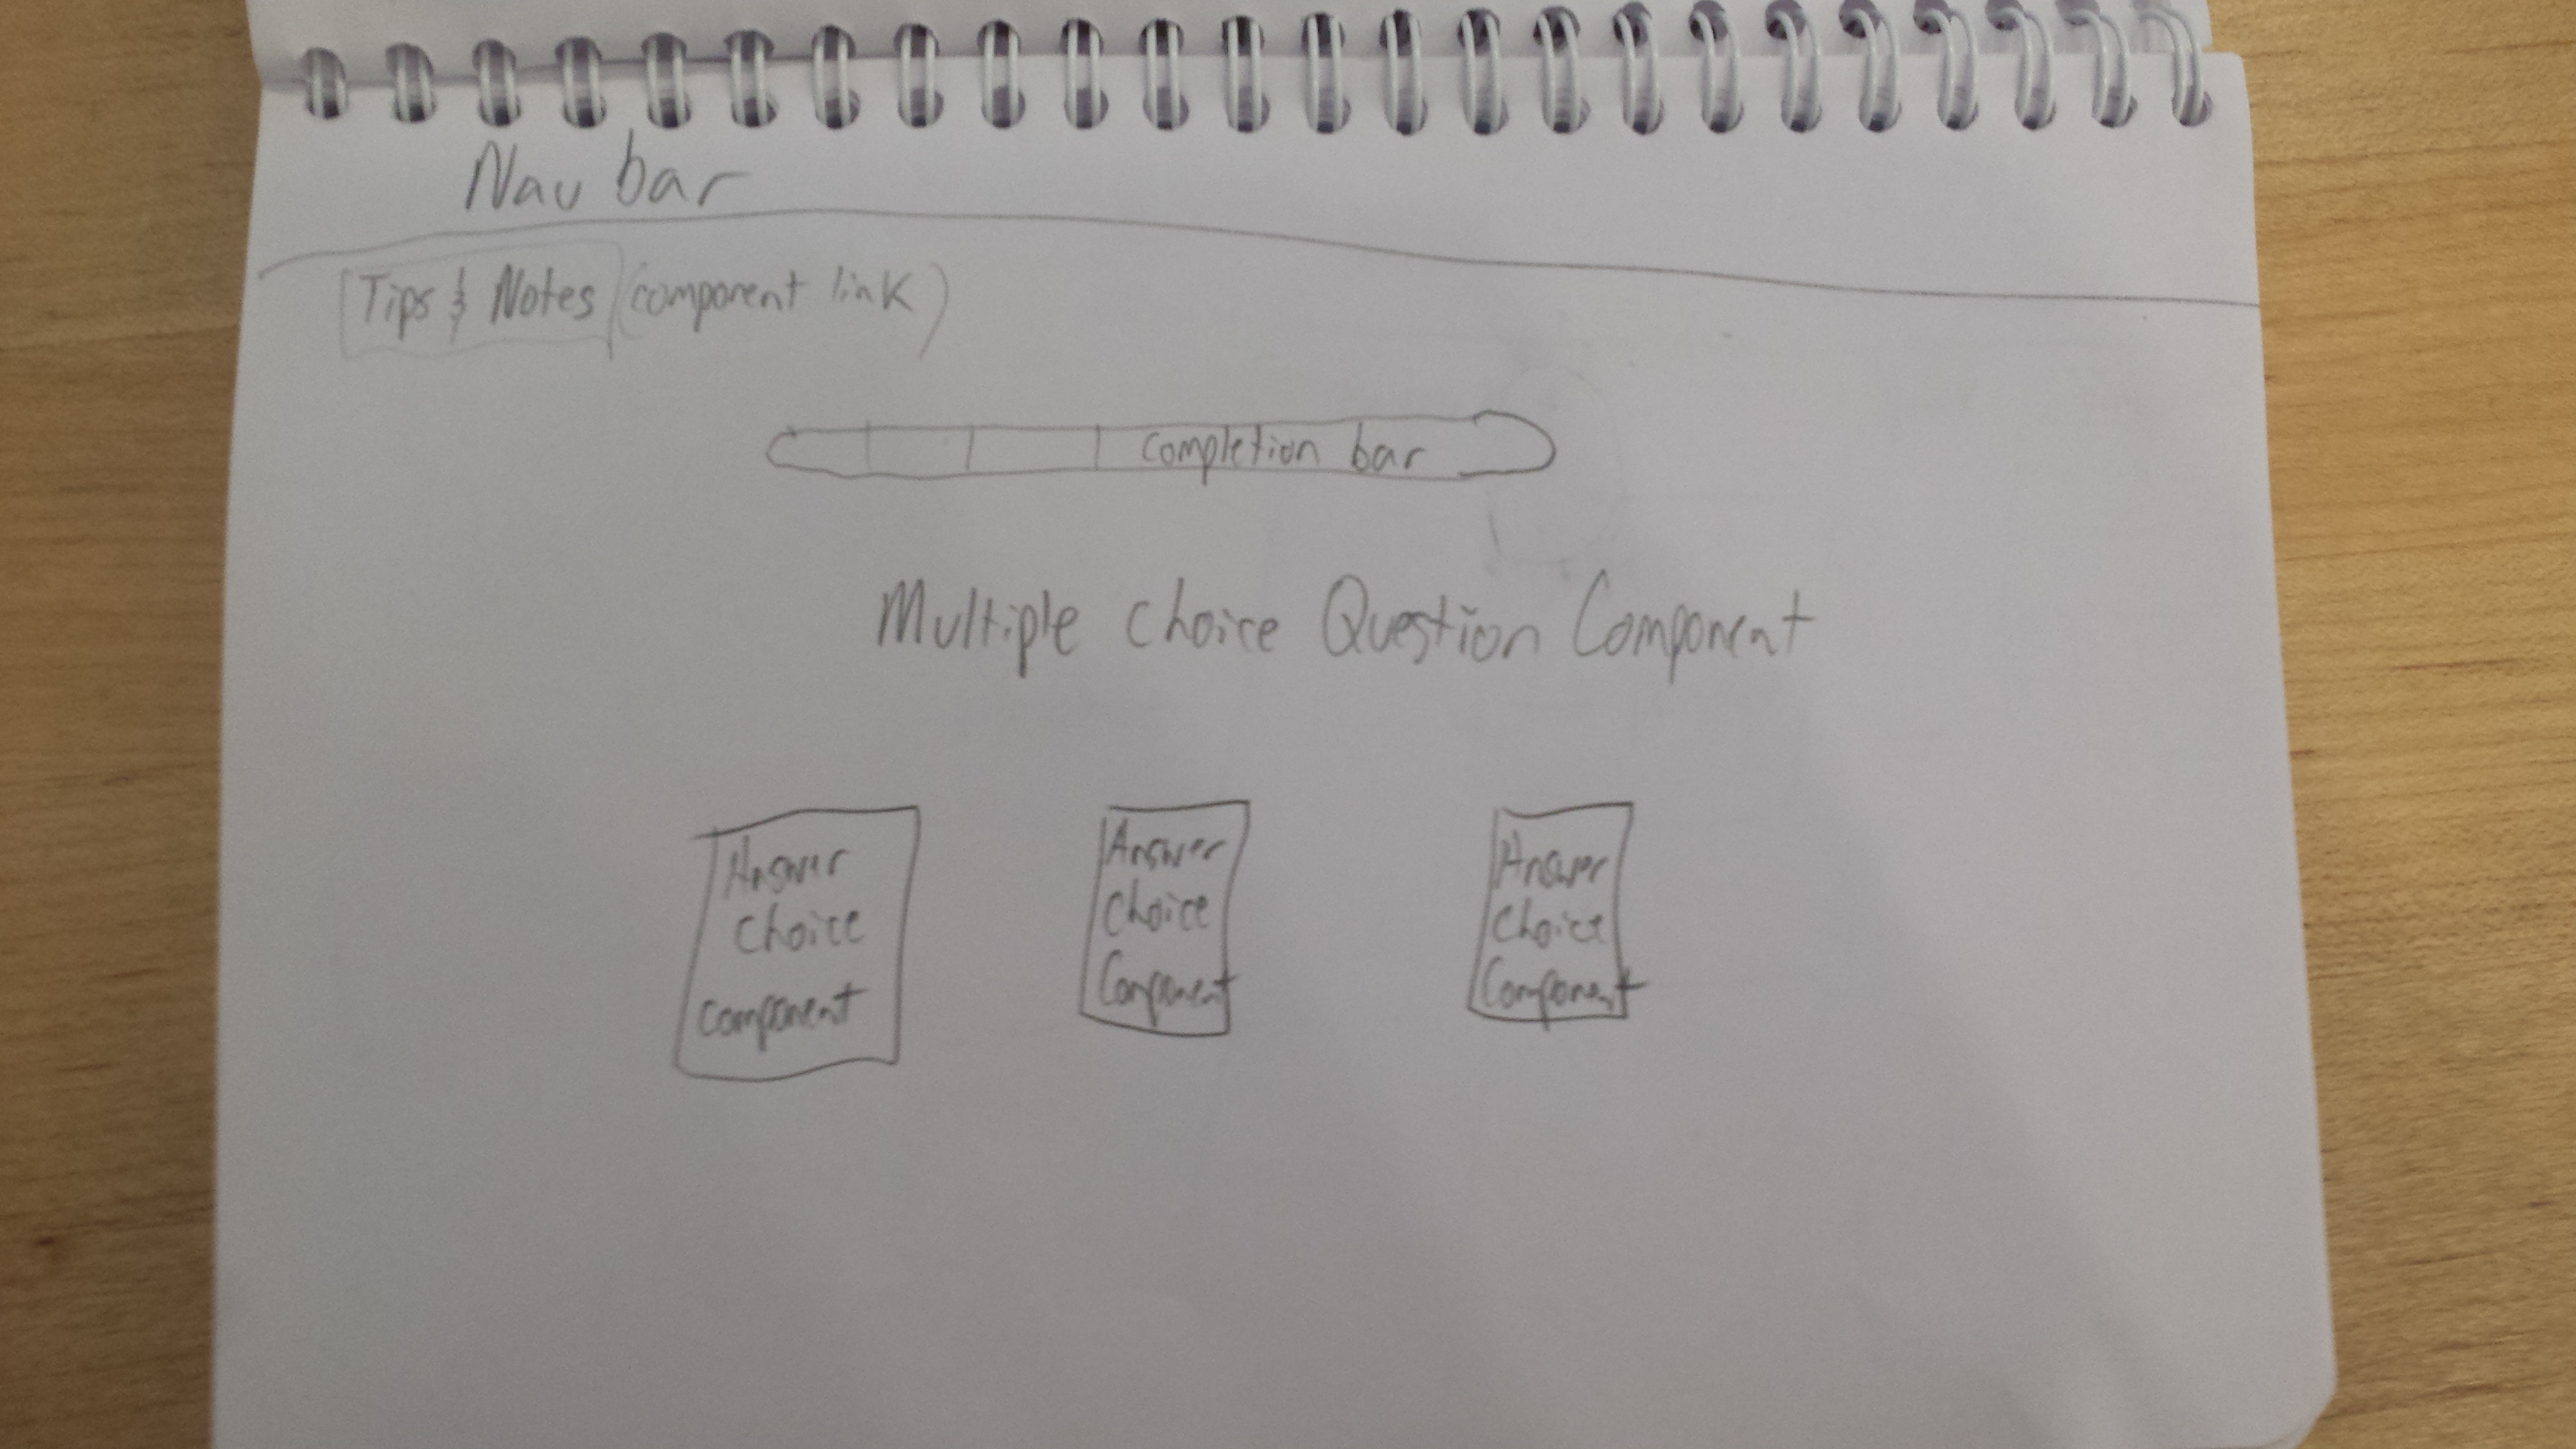 Nav bar
Tips & Notes (component link)
completion bar
Multiple Choice Question Component
Answer
Choice
component
Answer
Choice
Component
Answer
Choice
Component